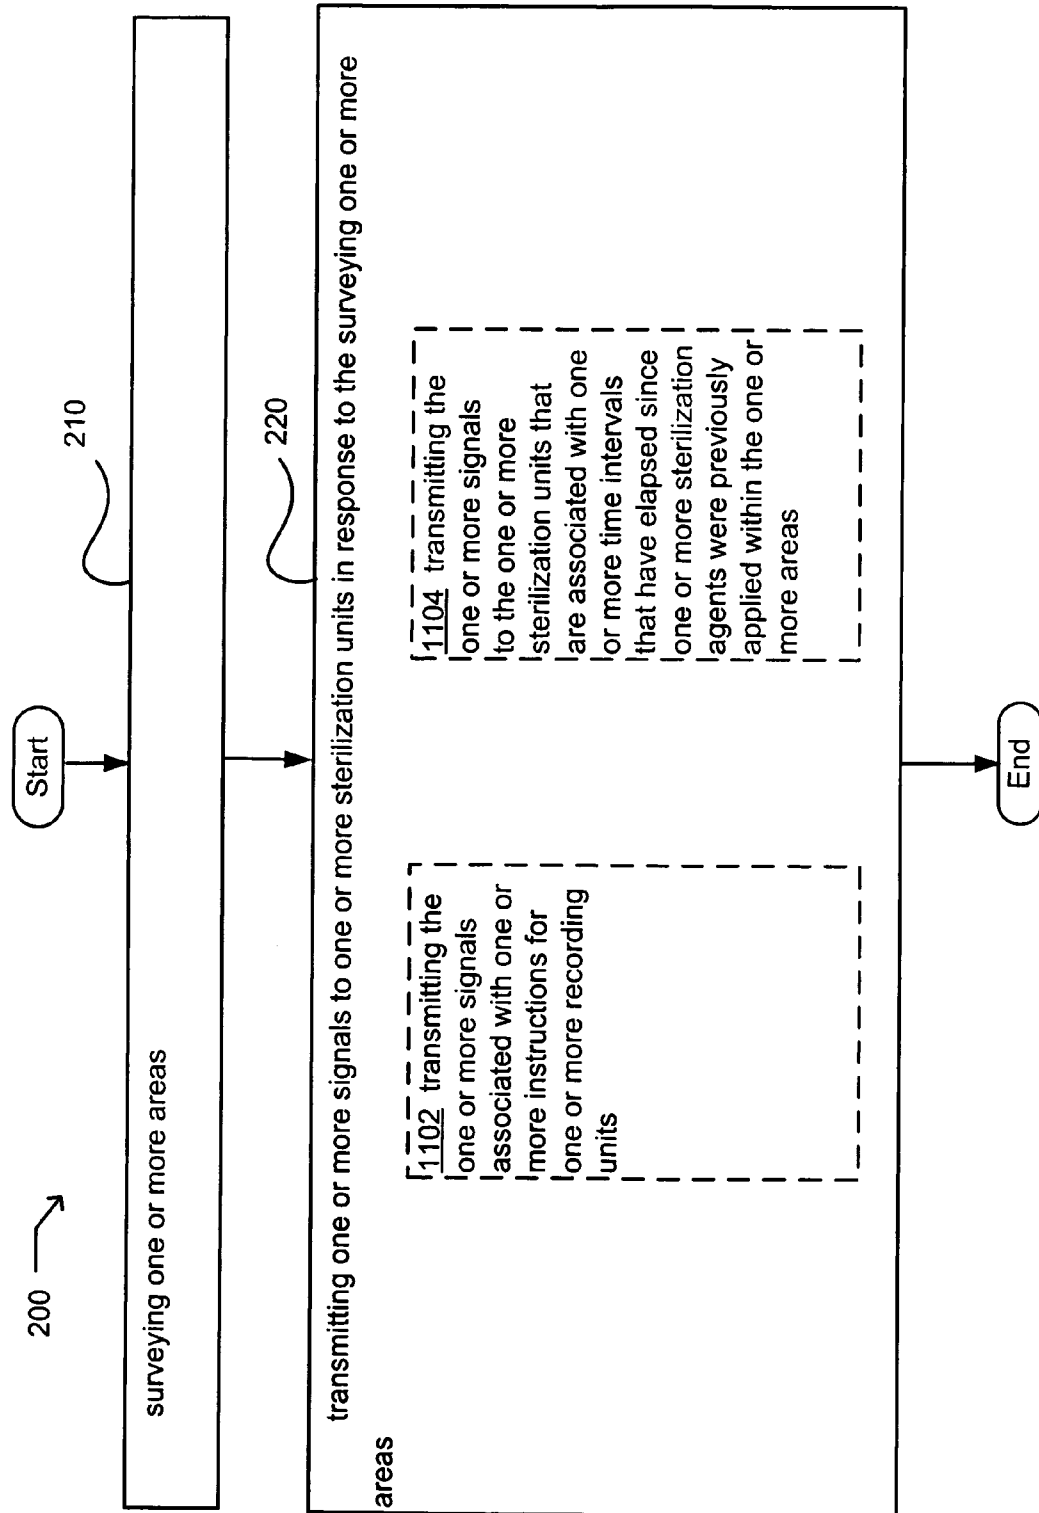 200
Start
210
surveying one or more areas
220
transmitting one or more signals to one or more sterilization units in response to the surveying one or more
areas
1102 transmitting the
one or more signals
associated with one or
more instructions for
one or more recording
units
1104 transmitting the
one or more signals
to the one or more
sterilization units that
are associated with one
or more time intervals
that have elapsed since
one or more sterilization
agents were previously
applied within the one or
more areas
End